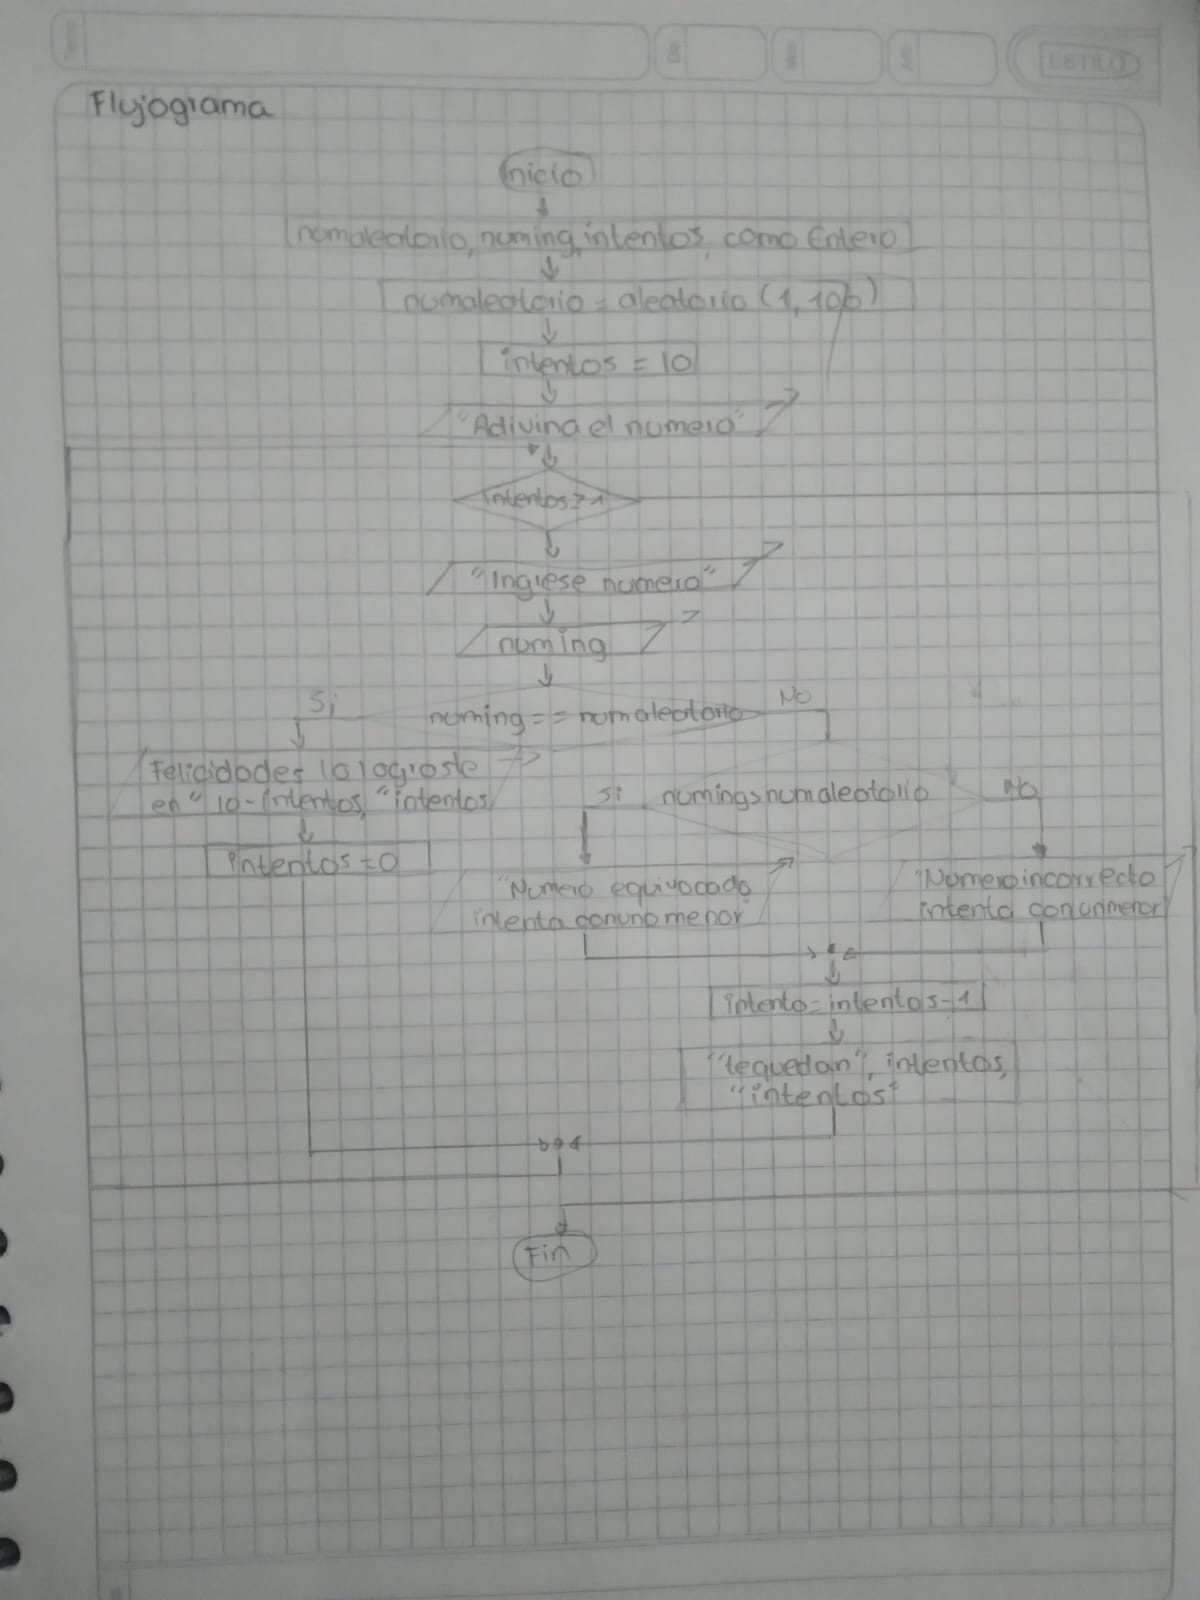 ESTILO
Flujograma
Inicio
numaleatorio, numing, intentos, como Entero
numaleatorio = aleatorio (1, 100)
intentos = 10
"Adivina el numero"
intentos > 1
"Ingrese numero"
numing
Si
No
numing == numaleatorio
Felicidades lo lograste
en" 10-intentos, "intentos
Si
numing>numaleatorio
No
intentos=0
"Numero equivocado
intenta con uno menor
"Numero incorrecto
intenta con un menor
intento=intentos-1
"te quedan", intentos,
"intentos"
Fin